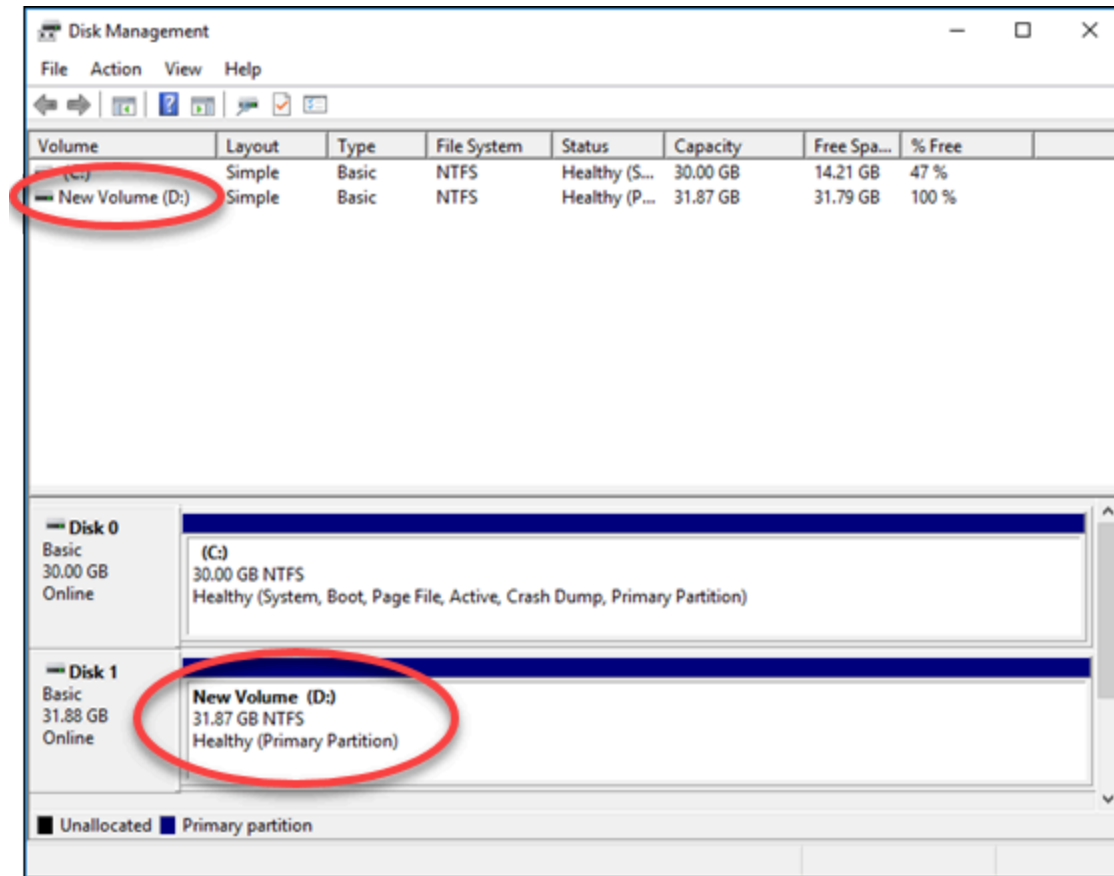 Disk Management
File Action View Help
Volume Layout Type File System Status Capacity Free Spa... % Free
(C:) Simple Basic NTFS Healthy (S... 30.00 GB 14.21 GB 47 %
New Volume (D:) Simple Basic NTFS Healthy (P... 31.87 GB 31.79 GB 100 %
Disk 0
Basic
30.00 GB
Online
(C:)
30.00 GB NTFS
Healthy (System, Boot, Page File, Active, Crash Dump, Primary Partition)
Disk 1
Basic
31.88 GB
Online
New Volume (D:)
31.87 GB NTFS
Healthy (Primary Partition)
Unallocated Primary partition